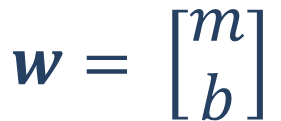 w = [m
b]